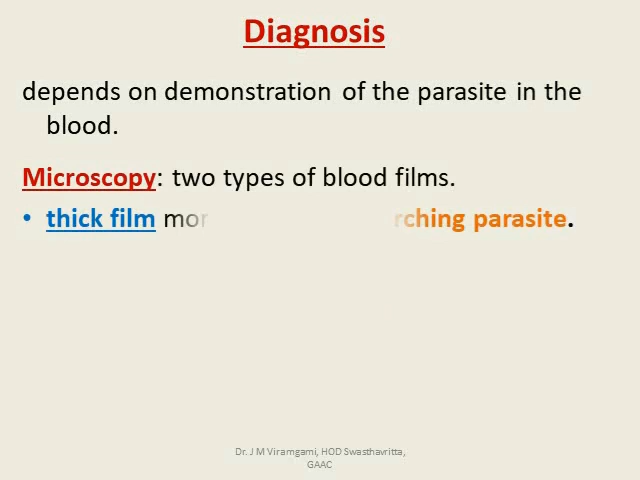 Diagnosis
depends on demonstration of the parasite in the
blood.
Microscopy: two types of blood films.
• thick film parasite.
Dr. J M Viramgami, HOD Swasthavritta,
GAAC